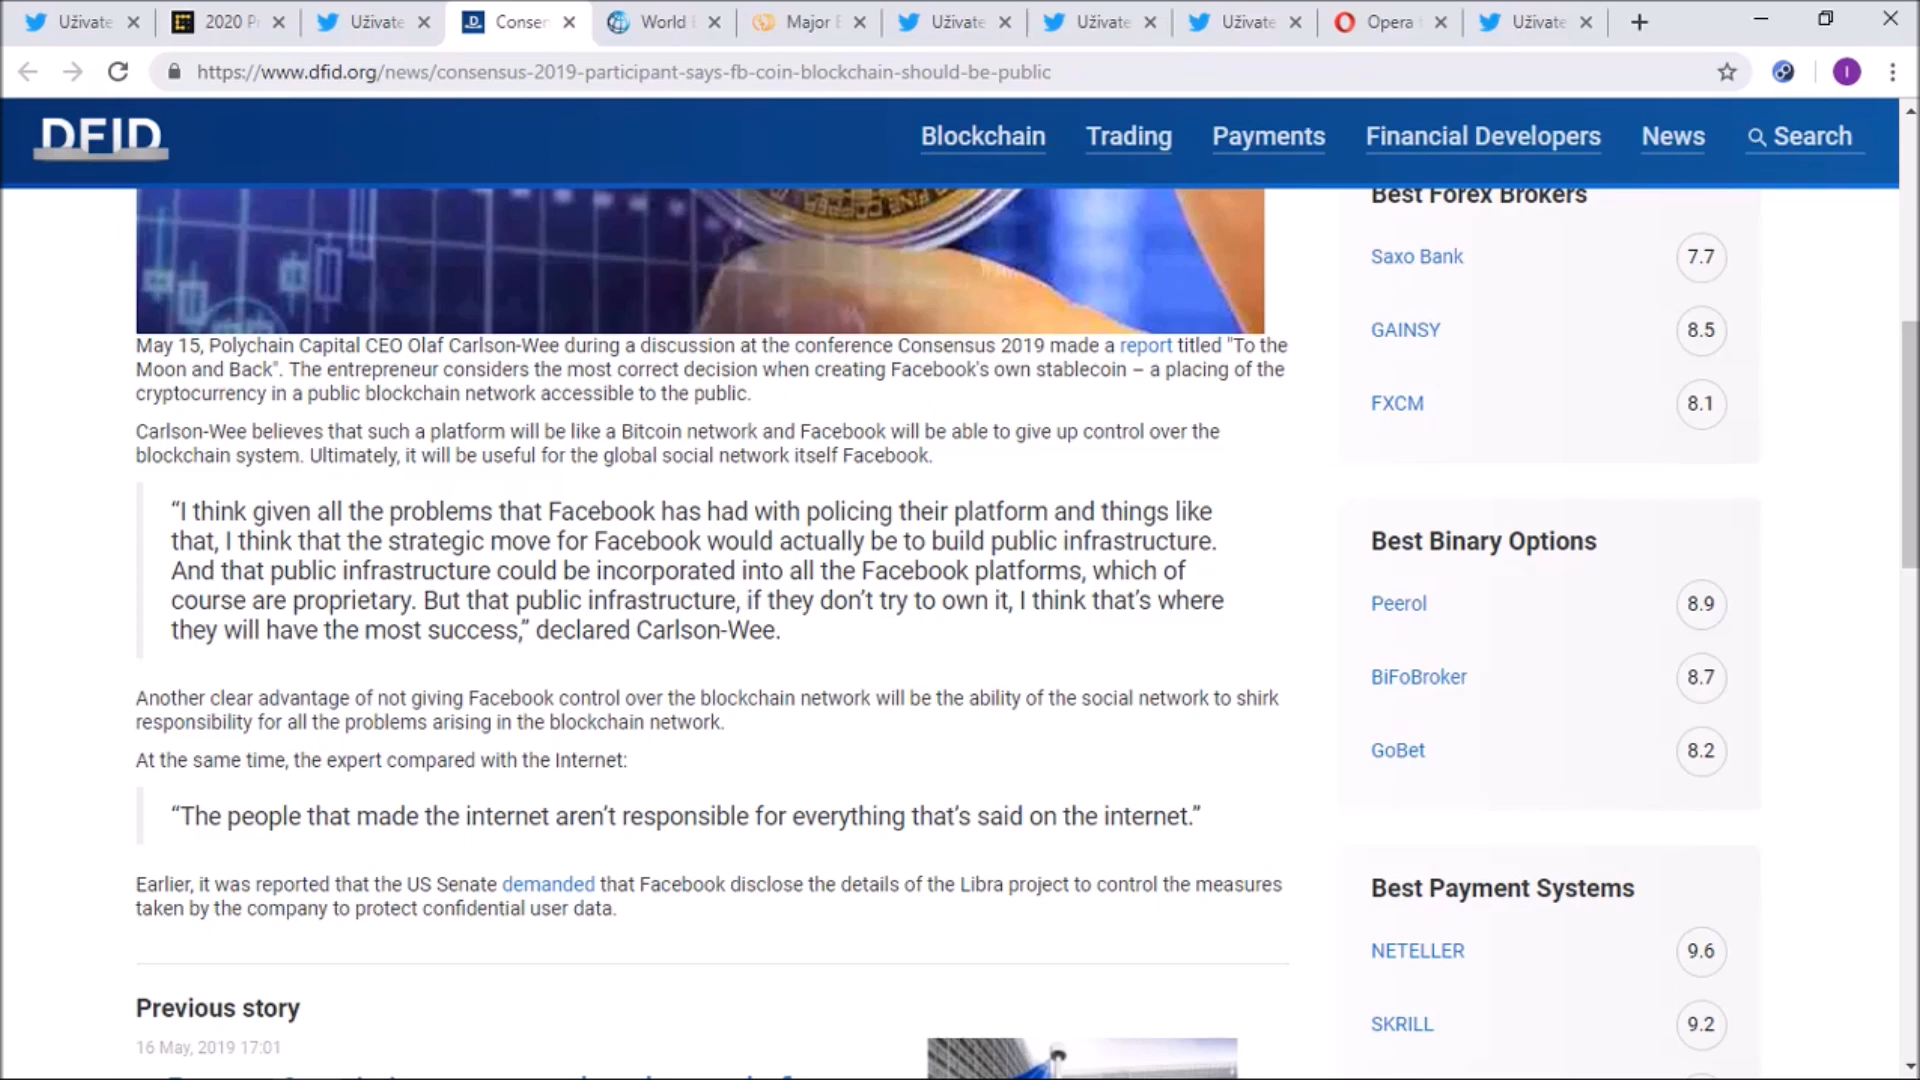 Uživate
2020 P
Uživate
Consen
World
Major
Uživate
Uživate
Uživate
Opera
Uživate
https://www.dfid.org/news/consensus-2019-participant-says-fb-coin-blockchain-should-be-public
I
DFID
Blockchain
Trading
Payments
Financial Developers
News
Search
May 15, Polychain Capital CEO Olaf Carlson-Wee during a discussion at the conference Consensus 2019 made a report titled "To the
Moon and Back". The entrepreneur considers the most correct decision when creating Facebook's own stablecoin – a placing of the
cryptocurrency in a public blockchain network accessible to the public.
Carlson-Wee believes that such a platform will be like a Bitcoin network and Facebook will be able to give up control over the
blockchain system. Ultimately, it will be useful for the global social network itself Facebook.
“I think given all the problems that Facebook has had with policing their platform and things like
that, I think that the strategic move for Facebook would actually be to build public infrastructure.
And that public infrastructure could be incorporated into all the Facebook platforms, which of
course are proprietary. But that public infrastructure, if they don’t try to own it, I think that’s where
they will have the most success,” declared Carlson-Wee.
Another clear advantage of not giving Facebook control over the blockchain network will be the ability of the social network to shirk
responsibility for all the problems arising in the blockchain network.
At the same time, the expert compared with the Internet:
“The people that made the internet aren’t responsible for everything that’s said on the internet.”
Earlier, it was reported that the US Senate demanded that Facebook disclose the details of the Libra project to control the measures
taken by the company to protect confidential user data.
Previous story
16 May, 2019 17:01
Best Forex Brokers
Saxo Bank 7.7
GAINSY 8.5
FXCM 8.1
Best Binary Options
Peerol 8.9
BiFoBroker 8.7
GoBet 8.2
Best Payment Systems
NETELLER 9.6
SKRILL 9.2